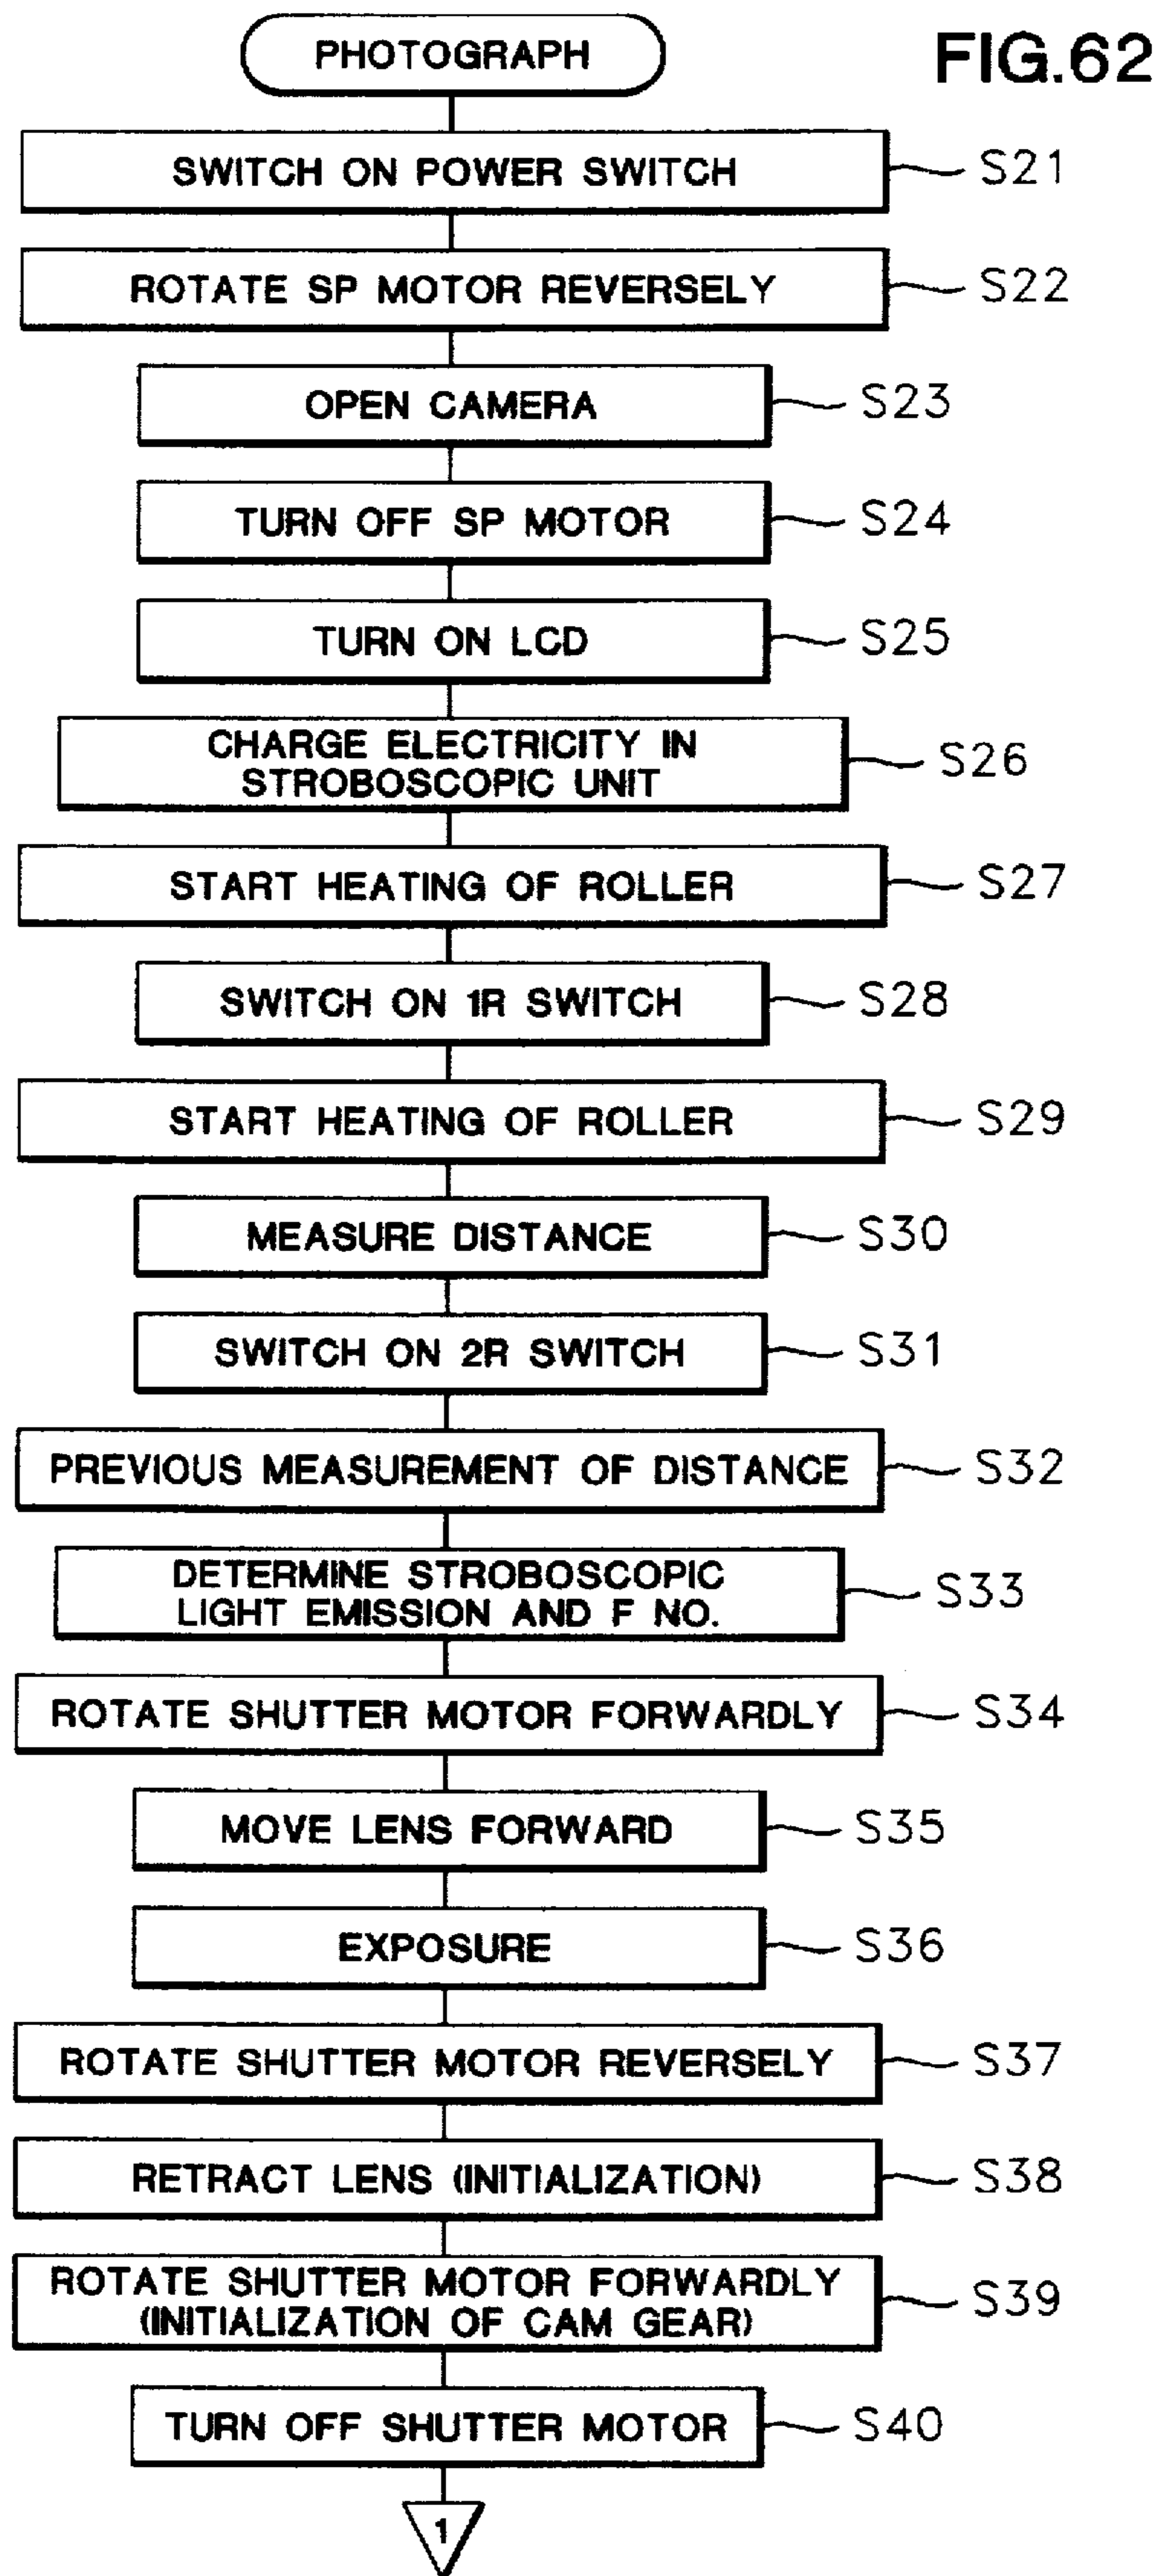 FIG.62
PHOTOGRAPH
SWITCH ON POWER SWITCH S21
ROTATE SP MOTOR REVERSELY S22
OPEN CAMERA S23
TURN OFF SP MOTOR S24
TURN ON LCD S25
CHARGE ELECTRICITY IN
STROBOSCOPIC UNIT S26
START HEATING OF ROLLER S27
SWITCH ON 1R SWITCH S28
START HEATING OF ROLLER S29
MEASURE DISTANCE S30
SWITCH ON 2R SWITCH S31
PREVIOUS MEASUREMENT OF DISTANCE S32
DETERMINE STROBOSCOPIC
LIGHT EMISSION AND F NO. S33
ROTATE SHUTTER MOTOR FORWARDLY S34
MOVE LENS FORWARD S35
EXPOSURE S36
ROTATE SHUTTER MOTOR REVERSELY S37
RETRACT LENS (INITIALIZATION) S38
ROTATE SHUTTER MOTOR FORWARDLY
(INITIALIZATION OF CAM GEAR) S39
TURN OFF SHUTTER MOTOR S40
1